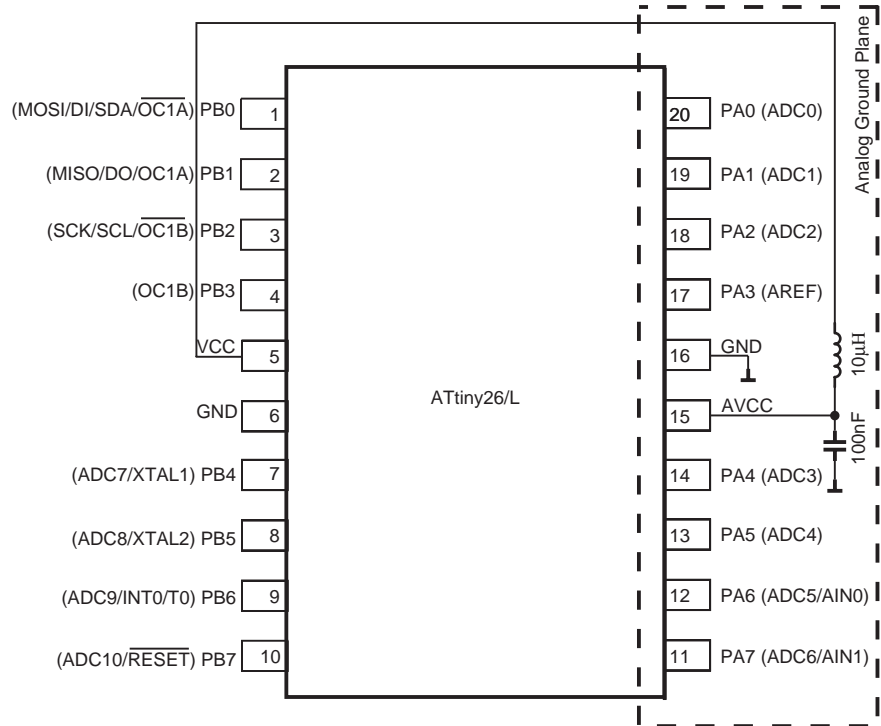 (MOSI/DI/SDA/OC1A) PB0
1
(MISO/DO/OC1A) PB1
2
(SCK/SCL/OC1B) PB2
3
(OC1B) PB3
4
VCC
5
GND
6
(ADC7/XTAL1) PB4
7
(ADC8/XTAL2) PB5
8
(ADC9/INT0/T0) PB6
9
(ADC10/RESET) PB7
10
ATtiny26/L
20
PA0 (ADC0)
19
PA1 (ADC1)
18
PA2 (ADC2)
17
PA3 (AREF)
16
GND
15
AVCC
14
PA4 (ADC3)
13
PA5 (ADC4)
12
PA6 (ADC5/AIN0)
11
PA7 (ADC6/AIN1)
Analog Ground Plane
10μH
100nF